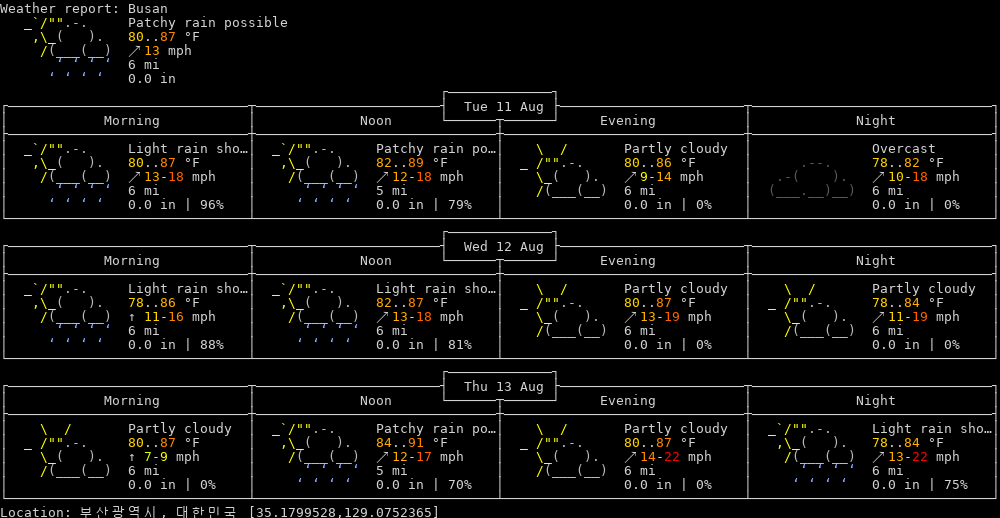 Weather report: Busan
Patchy rain possible
80..87 °F
↗ 13 mph
6 mi
0.0 in
Tue 11 Aug
Morning Noon Evening Night
Light rain sho… Patchy rain po… Partly cloudy Overcast
80..87 °F 82..89 °F 80..86 °F 78..82 °F
↗ 13-18 mph ↗ 12-18 mph ↗ 9-14 mph ↗ 10-18 mph
6 mi 5 mi 6 mi 6 mi
0.0 in | 96% 0.0 in | 79% 0.0 in | 0% 0.0 in | 0%
Wed 12 Aug
Morning Noon Evening Night
Light rain sho… Light rain sho… Partly cloudy Partly cloudy
78..86 °F 82..87 °F 80..87 °F 78..84 °F
↑ 11-16 mph ↗ 13-18 mph ↗ 13-19 mph ↗ 11-19 mph
6 mi 6 mi 6 mi 6 mi
0.0 in | 88% 0.0 in | 81% 0.0 in | 0% 0.0 in | 0%
Thu 13 Aug
Morning Noon Evening Night
Partly cloudy Patchy rain po… Partly cloudy Light rain sho…
80..87 °F 84..91 °F 80..87 °F 78..84 °F
↑ 7-9 mph ↗ 12-17 mph ↗ 14-22 mph ↗ 13-22 mph
6 mi 5 mi 6 mi 6 mi
0.0 in | 0% 0.0 in | 70% 0.0 in | 0% 0.0 in | 75%
Location: 부산광역시, 대한민국 [35.1799528,129.0752365]